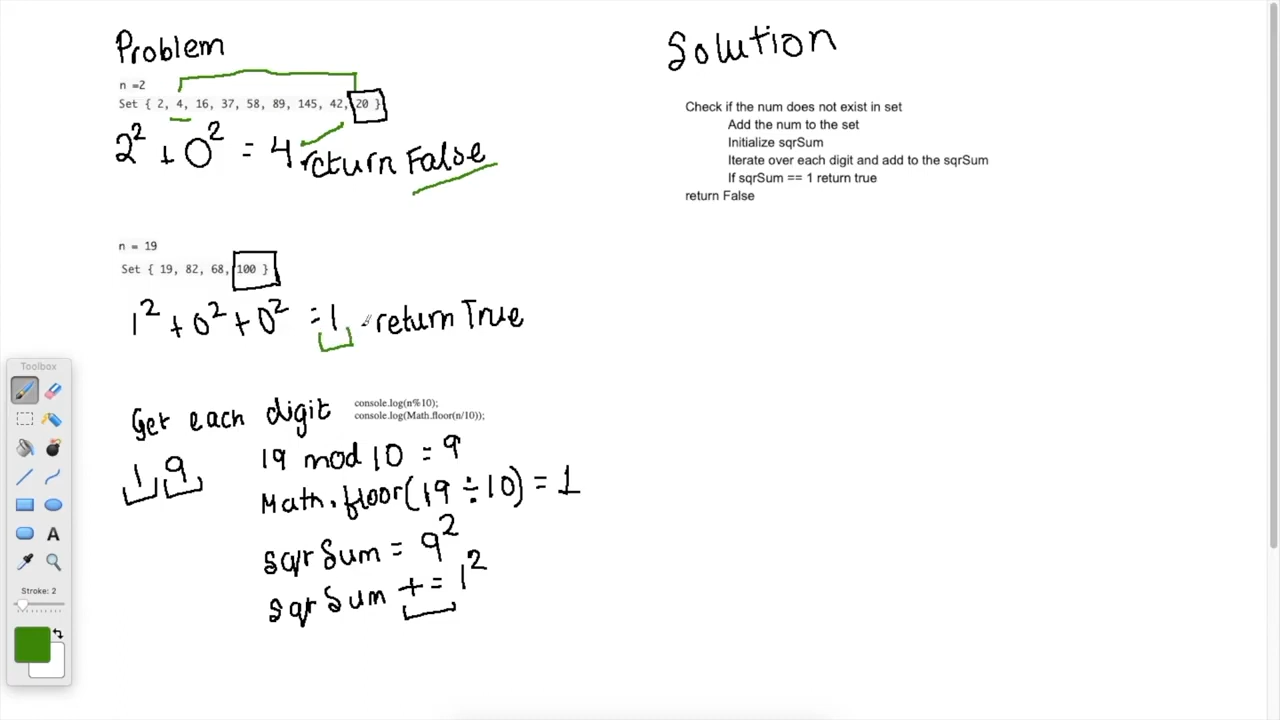 Problem
n =2
Set { 2, 4, 16, 37, 58, 89, 145, 42, 20 }
2² + 0² = 4 return False
n = 19
Set { 19, 82, 68, 100 }
1² + 0² + 0² = 1 return True
Get each digit
console.log(n%10);
console.log(Math.floor(n/10));
1 9
19 mod 10 = 9
Math.floor(19 ÷ 10) = 1
sqrSum = 9²
sqrSum += 1²
Solution
Check if the num does not exist in set
Add the num to the set
Initialize sqrSum
Iterate over each digit and add to the sqrSum
If sqrSum == 1 return true
return False
Toolbox
A
Stroke: 2